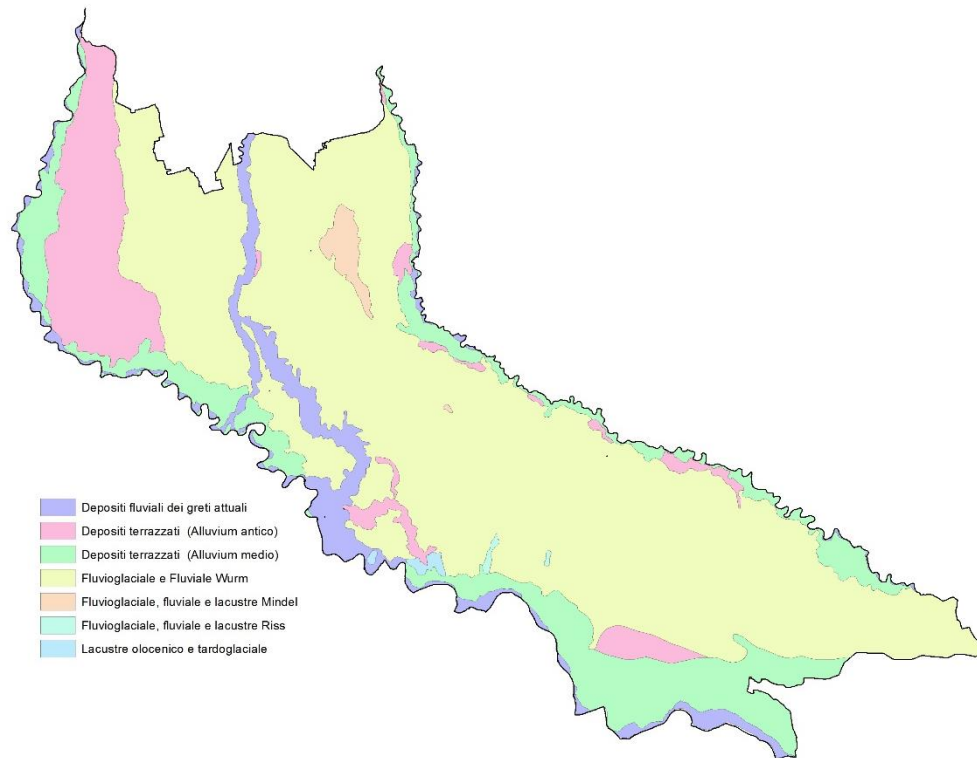 Depositi fluviali dei greti attuali
Depositi terrazzati (Alluvium antico)
Depositi terrazzati (Alluvium medio)
Fluvioglaciale e Fluviale Wurm
Fluvioglaciale, fluviale e lacustre Mindel
Fluvioglaciale, fluviale e lacustre Riss
Lacustre olocenico e tardoglaciale